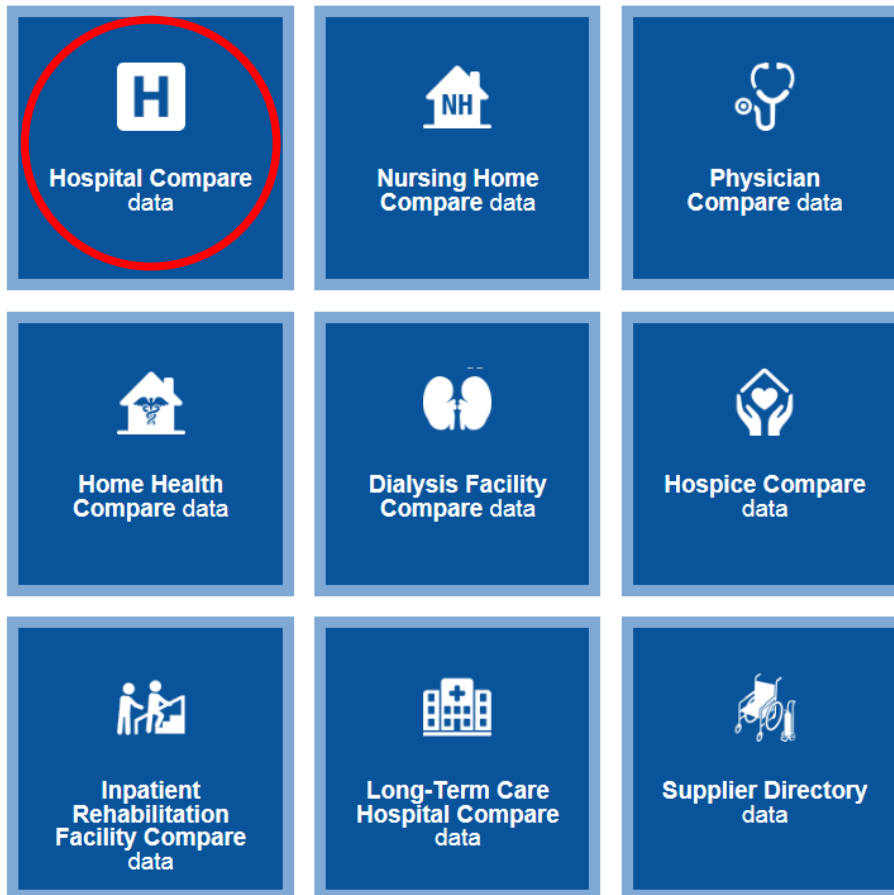 H
Hospital Compare
data
NH
Nursing Home
Compare data
Physician
Compare data
Home Health
Compare data
Dialysis Facility
Compare data
Hospice Compare
data
Inpatient
Rehabilitation
Facility Compare
data
Long-Term Care
Hospital Compare
data
Supplier Directory
data